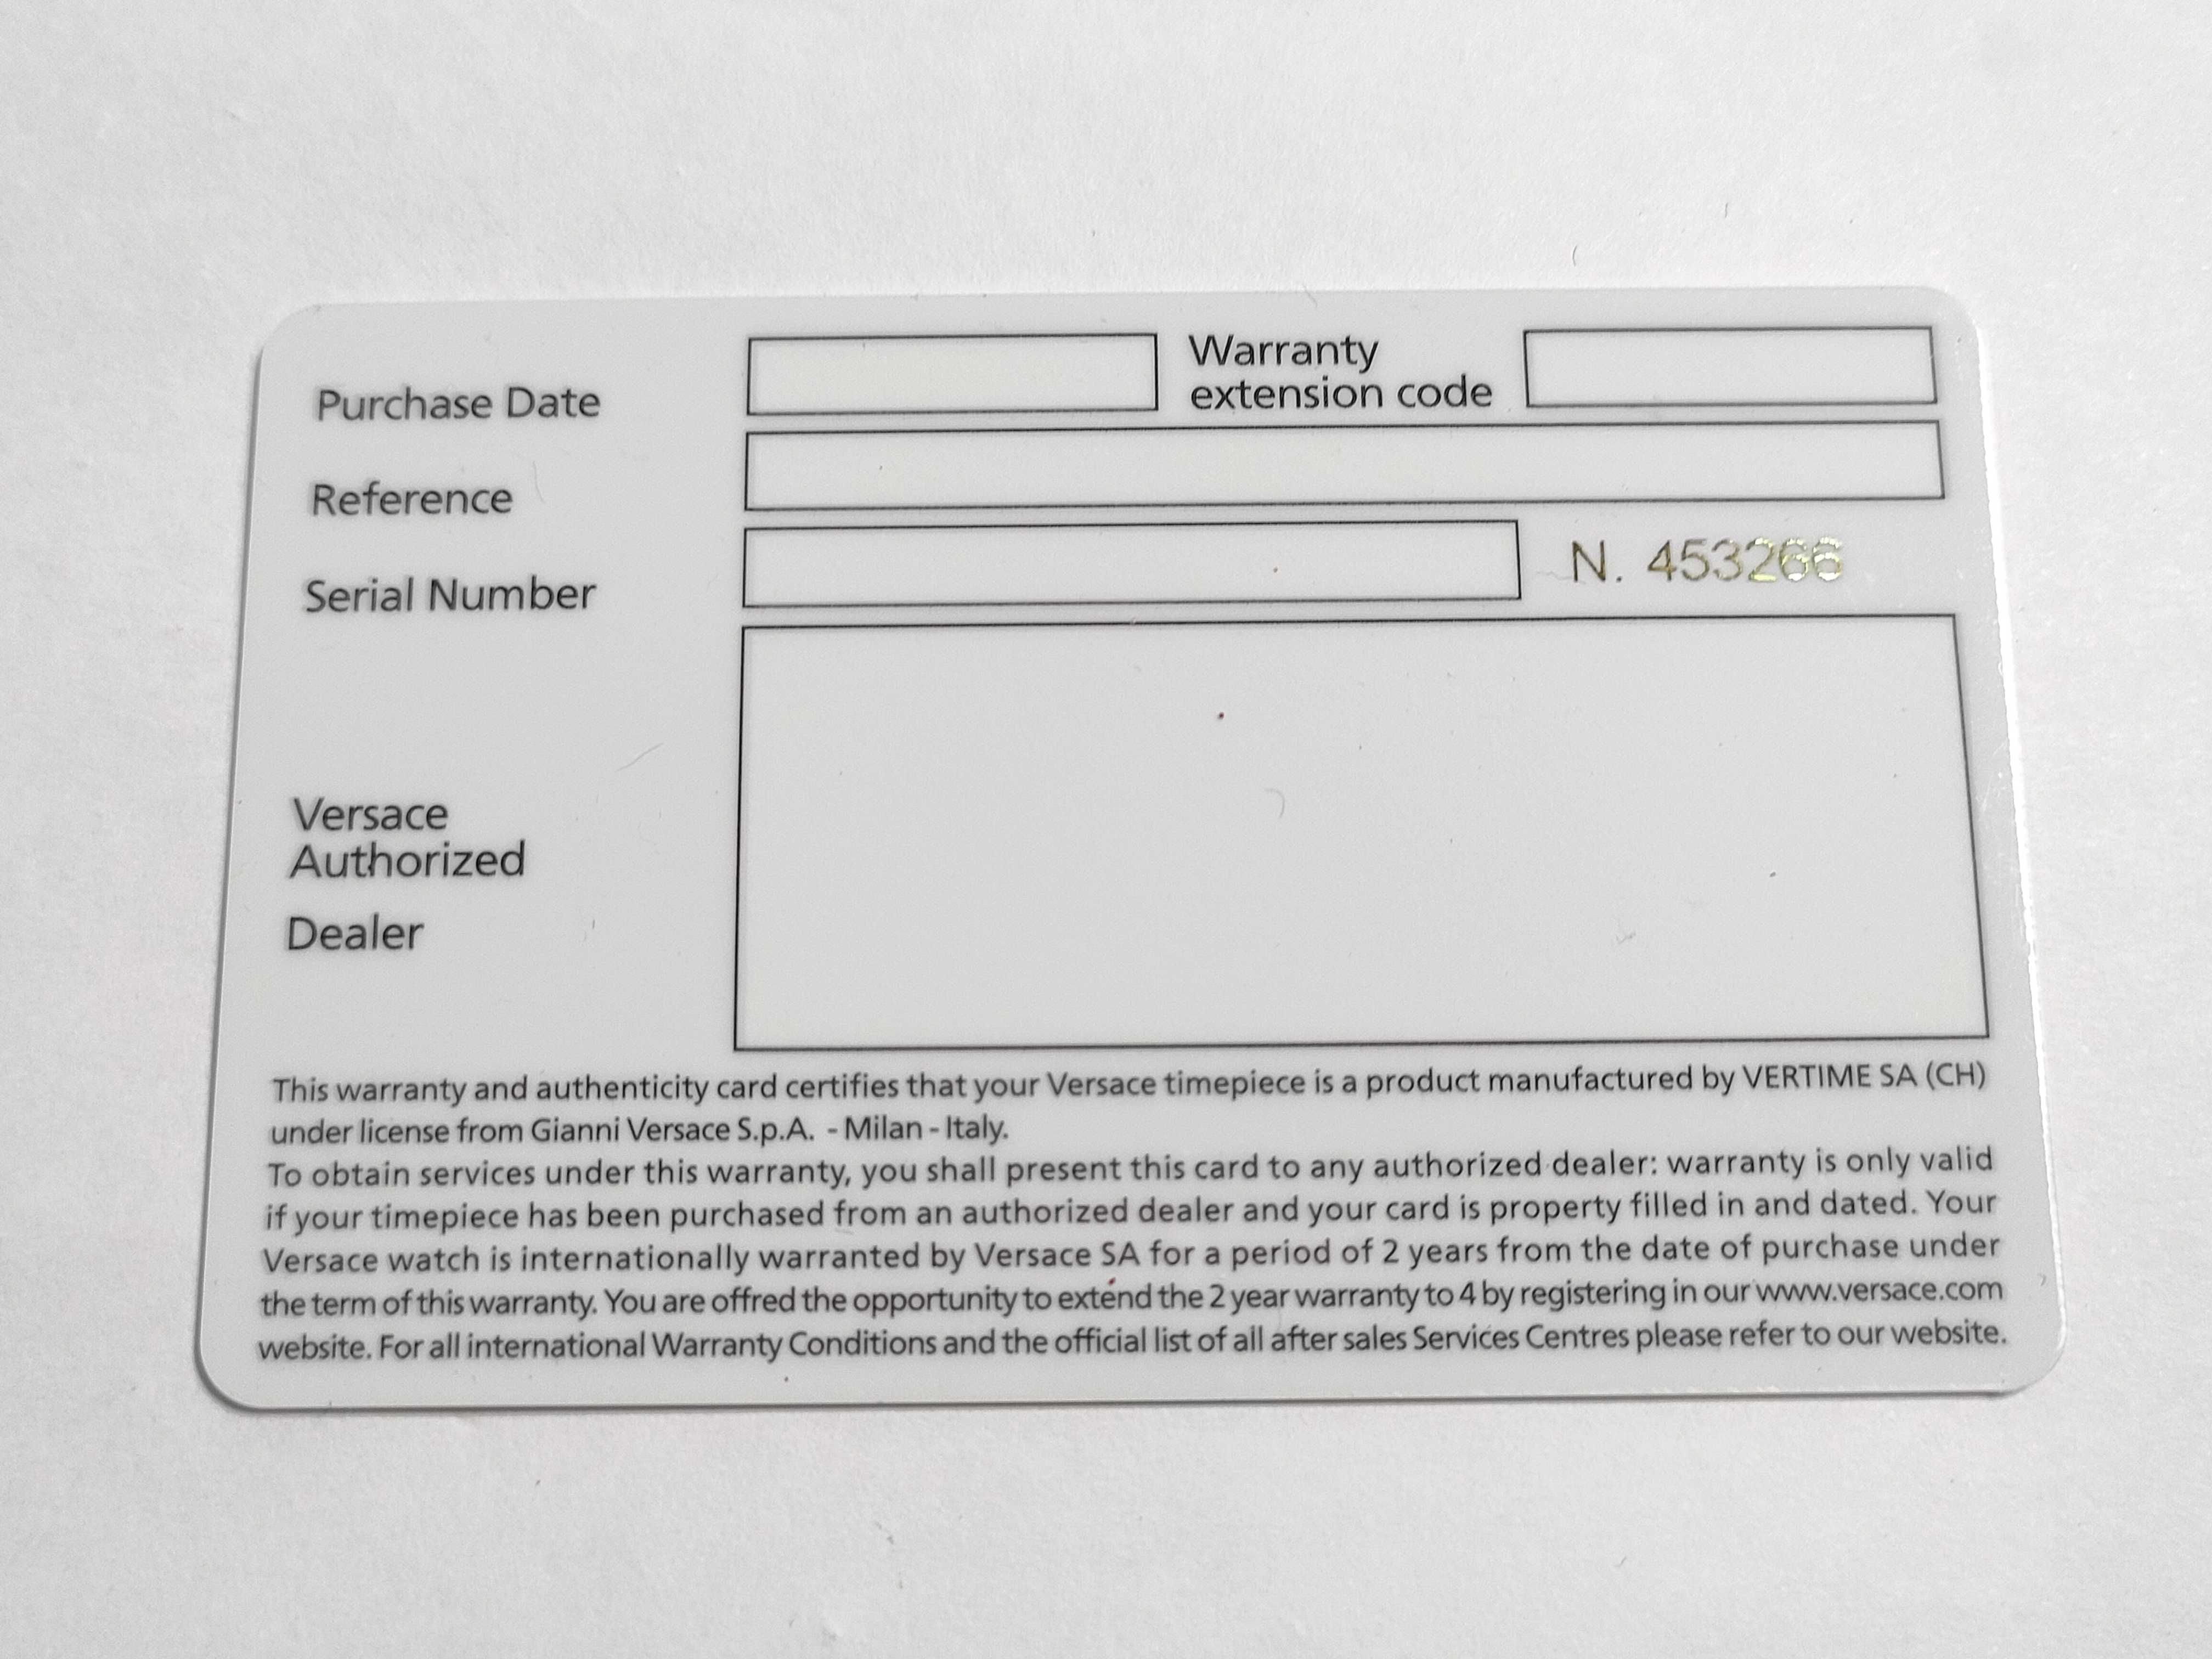 Purchase Date
Warranty
extension code
Reference
Serial Number
N. 453266
Versace
Authorized
Dealer
This warranty and authenticity card certifies that your Versace timepiece is a product manufactured by VERTIME SA (CH)
under license from Gianni Versace S.p.A. - Milan - Italy.
To obtain services under this warranty, you shall present this card to any authorized dealer: warranty is only valid
if your timepiece has been purchased from an authorized dealer and your card is property filled in and dated. Your
Versace watch is internationally warranted by Versace SA for a period of 2 years from the date of purchase under
the term of this warranty. You are offred the opportunity to extend the 2 year warranty to 4 by registering in our www.versace.com
website. For all international Warranty Conditions and the official list of all after sales Services Centres please refer to our website.